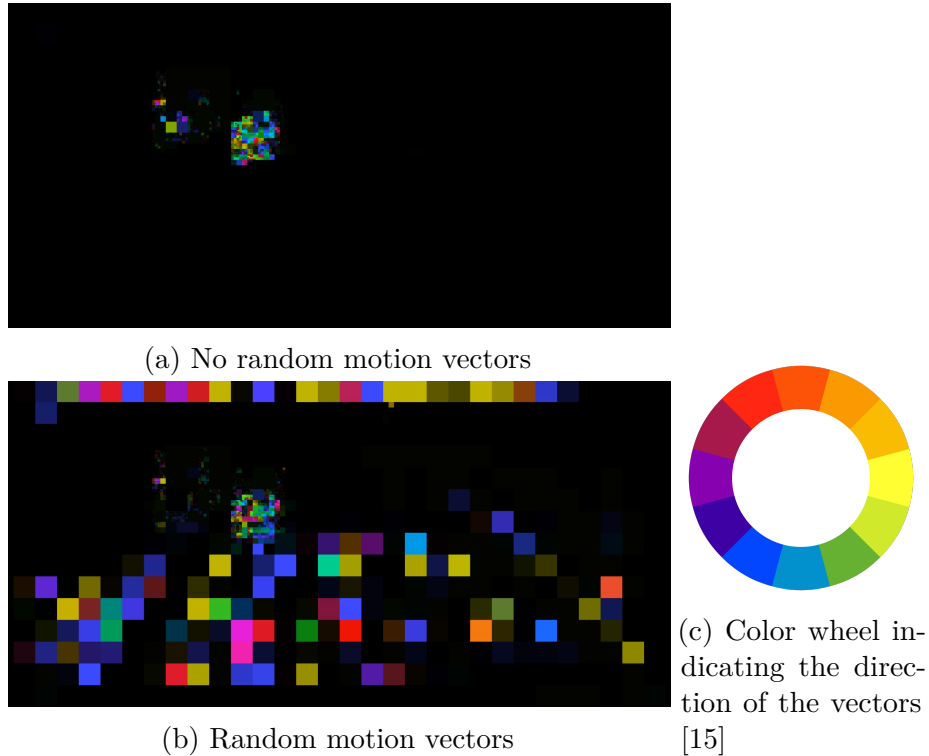 (a) No random motion vectors
(b) Random motion vectors
(c) Color wheel in-
dicating the direc-
tion of the vectors
[15]